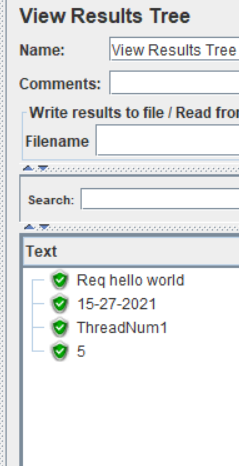 View Results Tree
Name: View Results Tree
Comments:
Write results to file / Read from
Filename
Search:
Text
Req hello world
15-27-2021
ThreadNum1
5